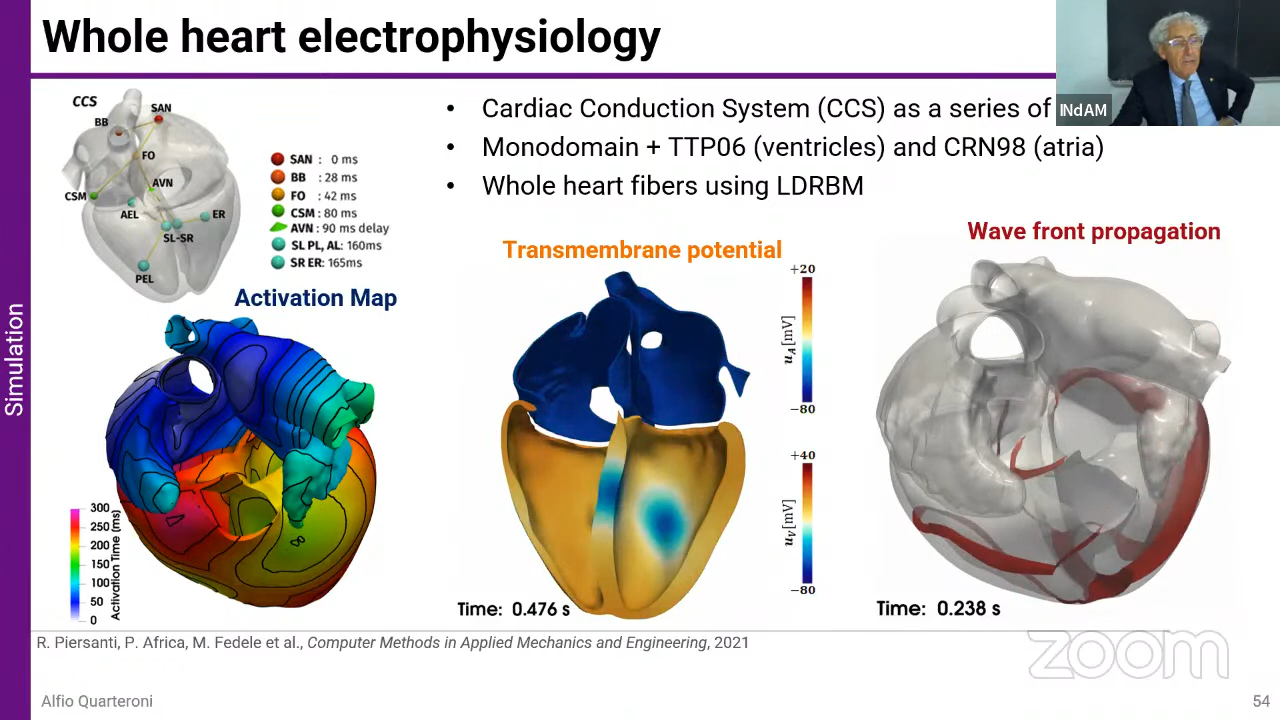 Whole heart electrophysiology
INdAM
CCS
SAN
BB
FO
AVN
CSM
AEL
ER
SL-SR
PEL
SAN : 0 ms
BB : 28 ms
FO : 42 ms
CSM : 80 ms
AVN: 90 ms delay
SL PL, AL: 160ms
SR ER: 165ms
• Cardiac Conduction System (CCS) as a series of
• Monodomain + TTP06 (ventricles) and CRN98 (atria)
• Whole heart fibers using LDRBM
Activation Map
300
250
200
150
100
50
0
Activation Time (ms)
Transmembrane potential
+20
u_A [mV]
−80
+40
u_V [mV]
−80
Time: 0.476 s
Wave front propagation
Time: 0.238 s
Simulation
R. Piersanti, P. Africa, M. Fedele et al., Computer Methods in Applied Mechanics and Engineering, 2021
zoom
Alfio Quarteroni
54